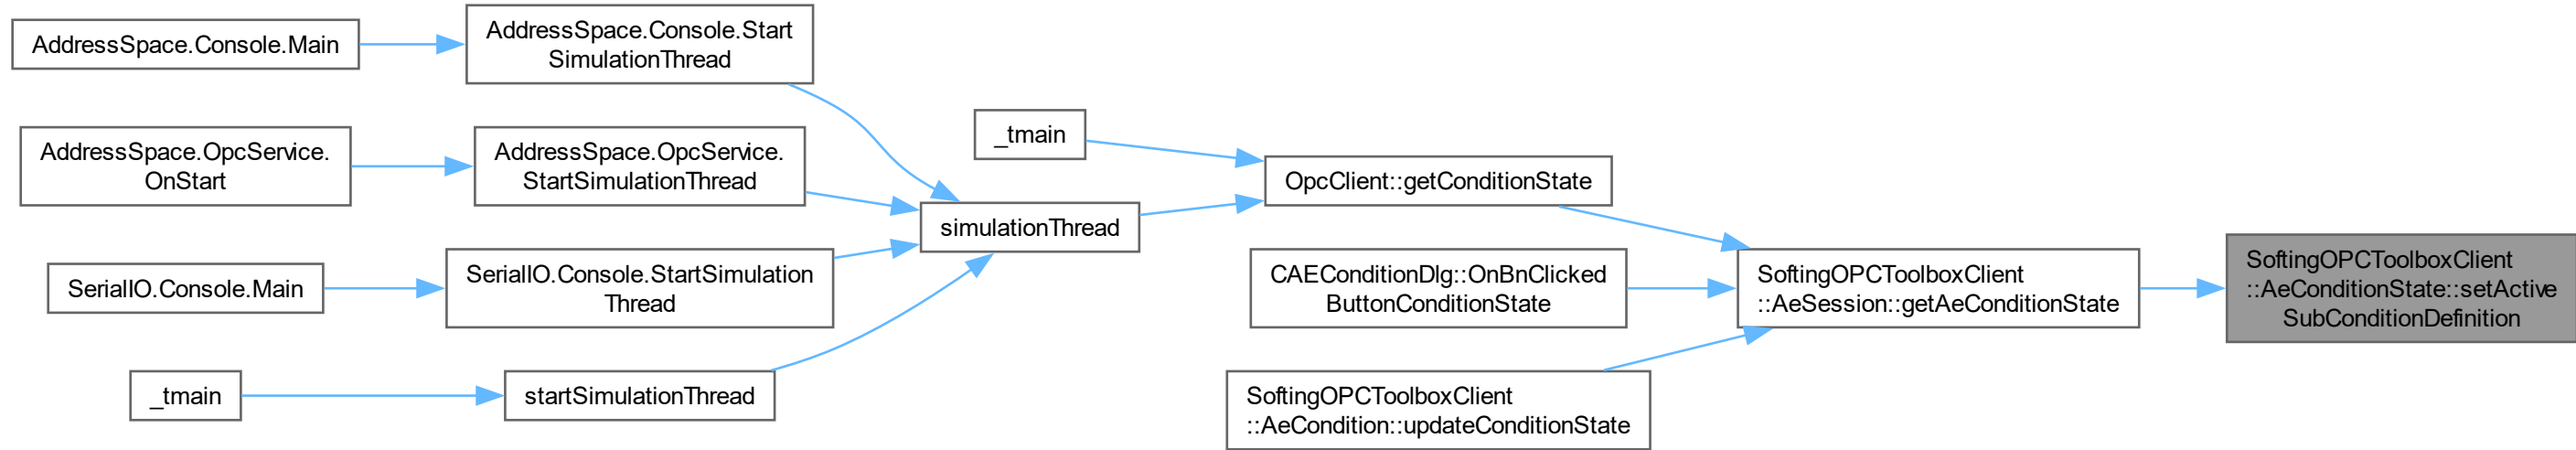 AddressSpace.Console.Main
AddressSpace.Console.Start
SimulationThread
AddressSpace.OpcService.
OnStart
AddressSpace.OpcService.
StartSimulationThread
SerialIO.Console.Main
SerialIO.Console.StartSimulation
Thread
_tmain
startSimulationThread
simulationThread
_tmain
OpcClient::getConditionState
CAEConditionDlg::OnBnClicked
ButtonConditionState
SoftingOPCToolboxClient
::AeCondition::updateConditionState
SoftingOPCToolboxClient
::AeSession::getAeConditionState
SoftingOPCToolboxClient
::AeConditionState::setActive
SubConditionDefinition